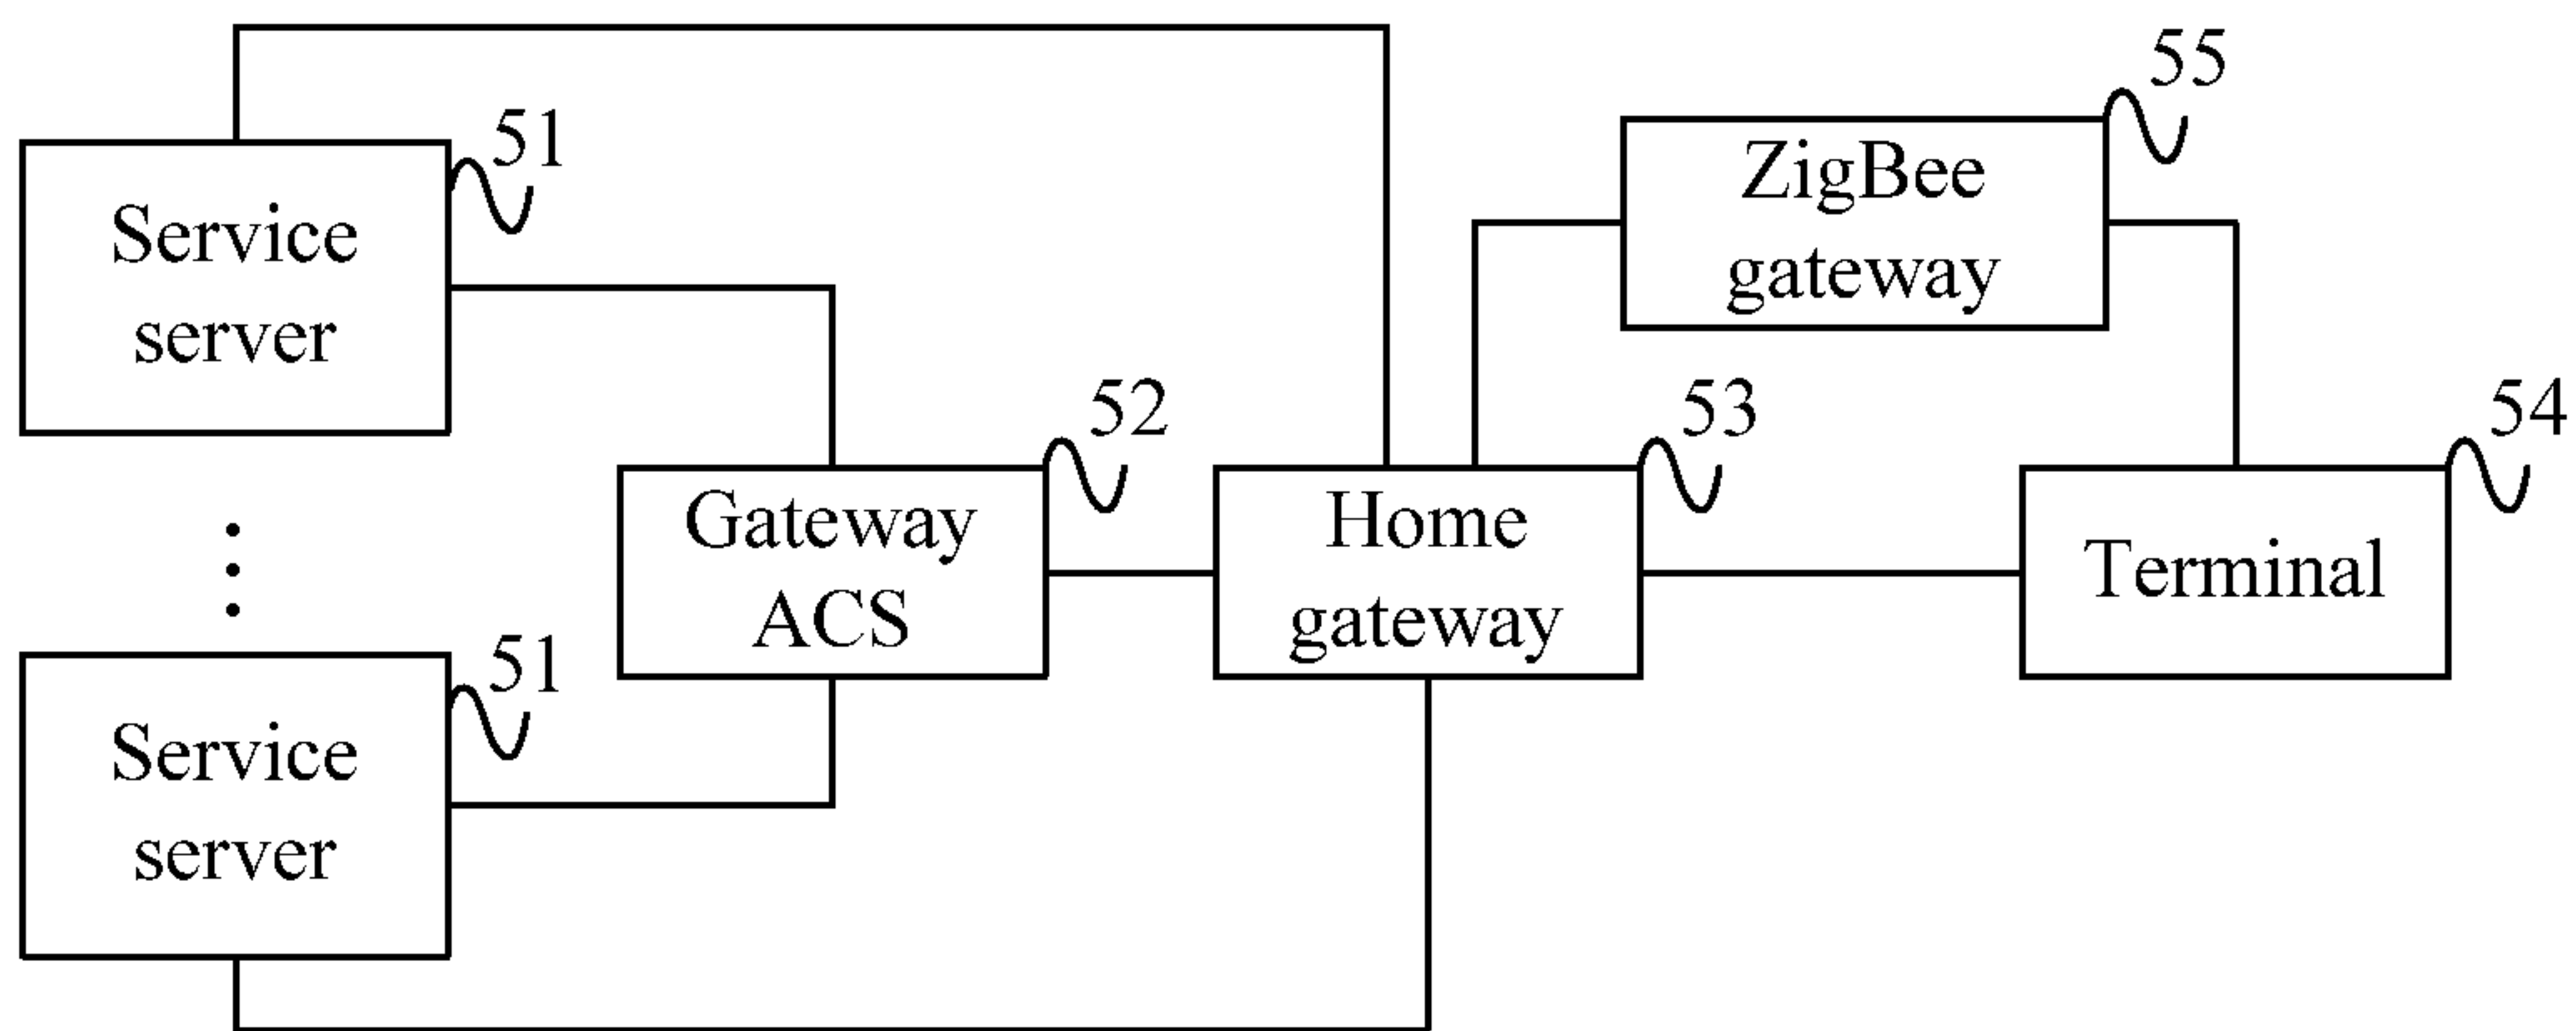 55
51
ZigBee
gateway
Service
server
52
53
54
Gateway
ACS
Home
gateway
Terminal
51
Service
server